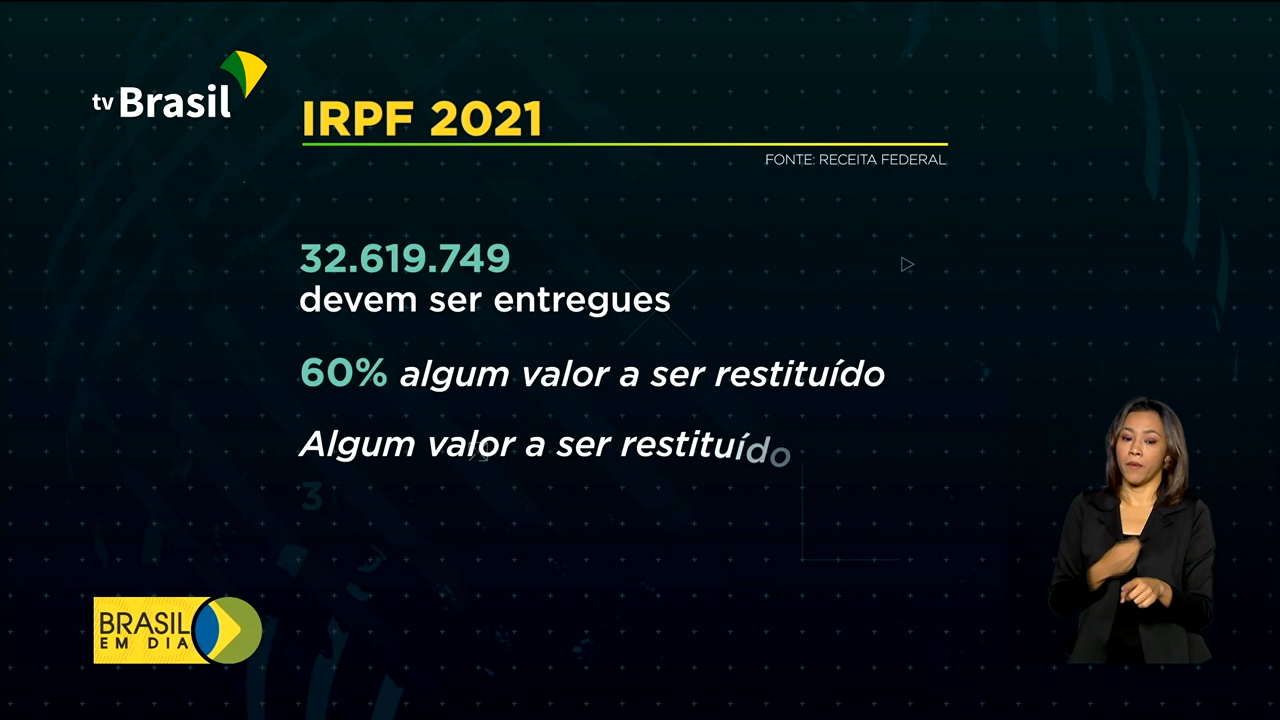 tv Brasil
IRPF 2021
FONTE: RECEITA FEDERAL
32.619.749
devem ser entregues
60% algum valor a ser restituído
Algum valor a ser restituído
3
BRASIL
EM DIA